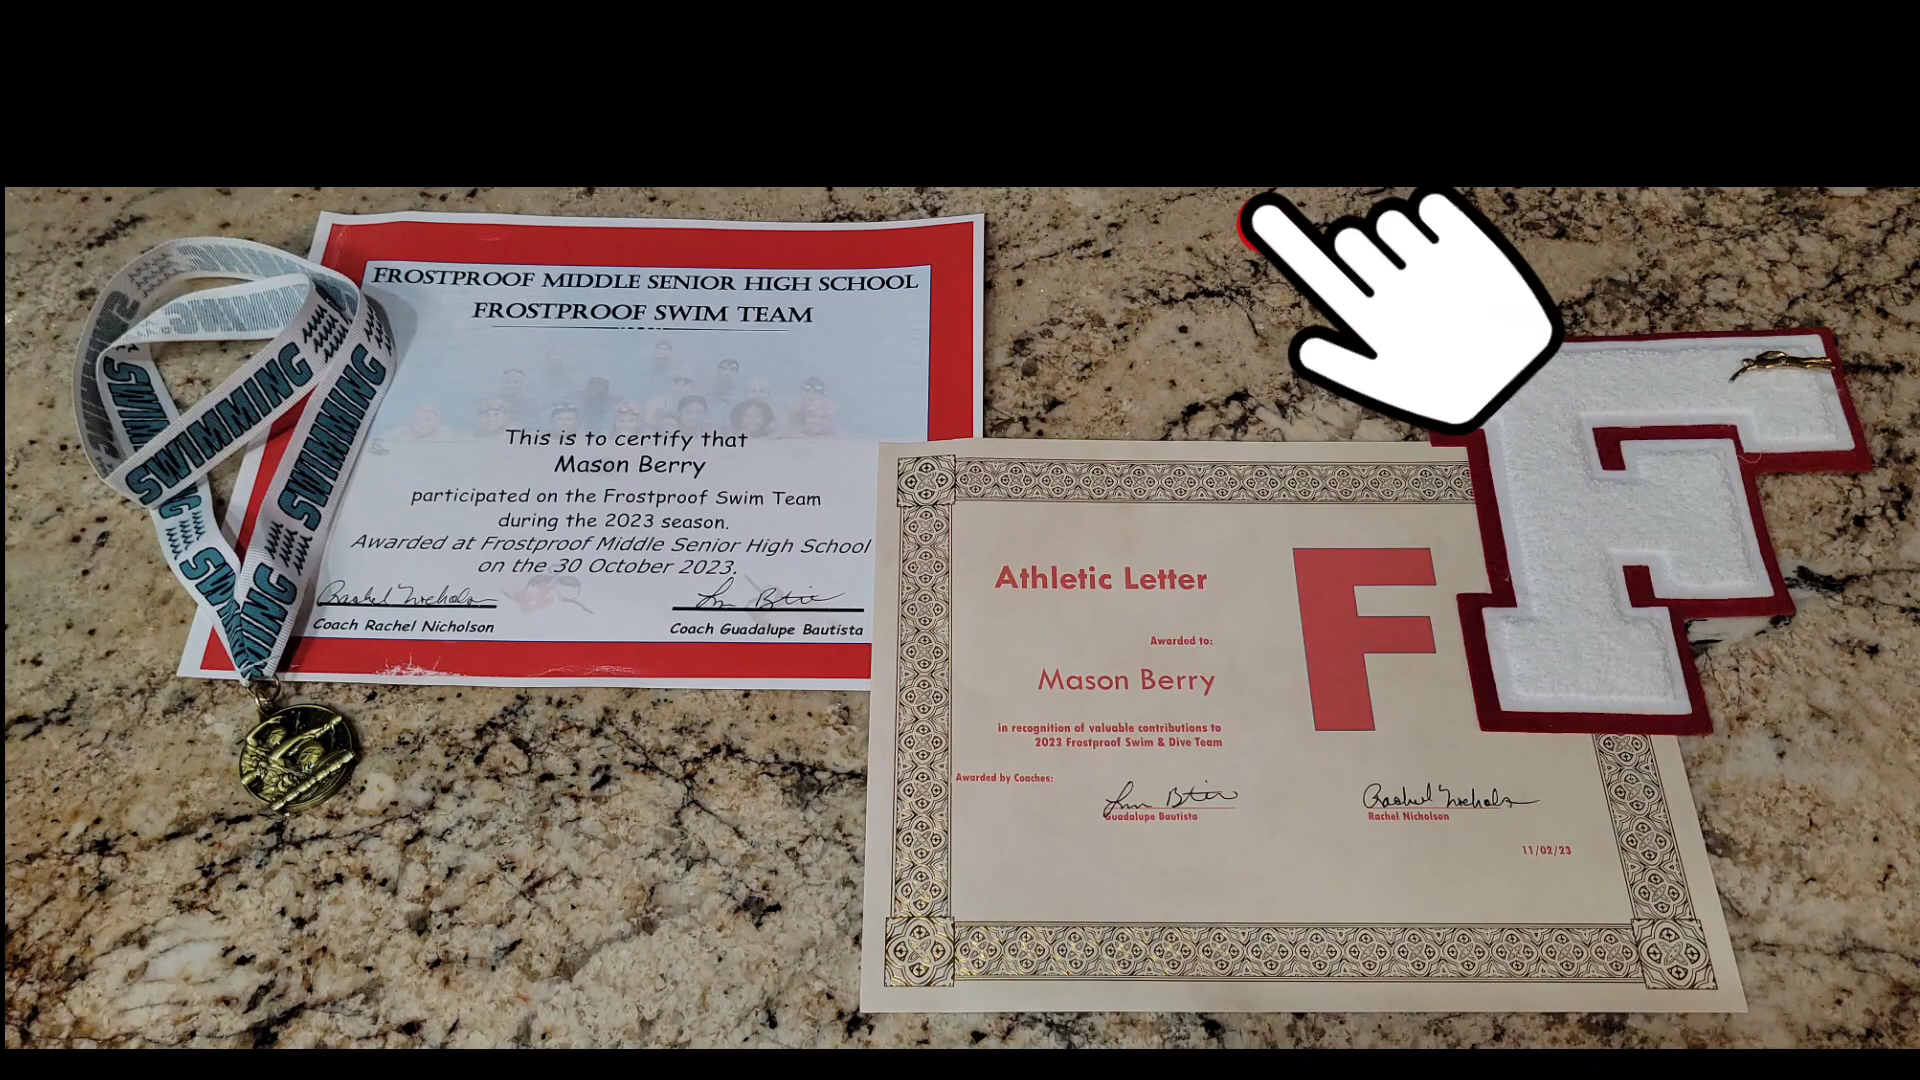 FROSTPROOF MIDDLE SENIOR HIGH SCHOOL
FROSTPROOF SWIM TEAM
This is to certify that
Mason Berry
participated on the Frostproof Swim Team
during the 2023 season.
Awarded at Frostproof Middle Senior High School
on the 30 October 2023.
Coach Rachel Nicholson
Coach Guadalupe Bautista
SWIMMING
SWIMMING
Athletic Letter
F
Awarded to:
Mason Berry
in recognition of valuable contributions to
2023 Frostproof Swim & Dive Team
Awarded by Coaches:
Guadalupe Bautista
Rachel Nicholson
11/02/23
F